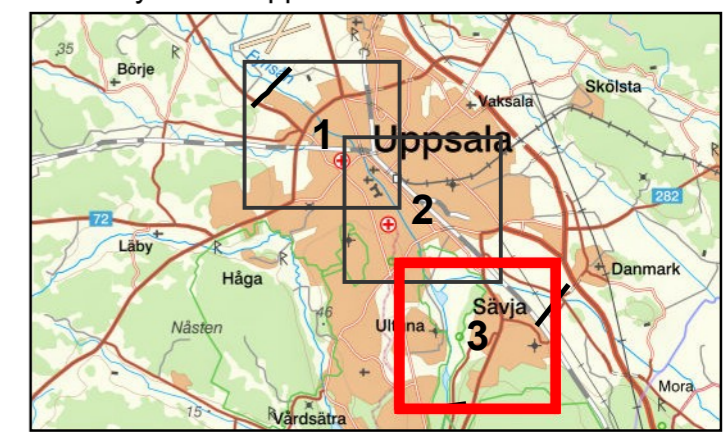 35
Börje
Fyrisån
Skölsta
Vaksala
1
Uppsala
282
72
2
Läby
Danmark
Håga
Sävja
46
Nåsten
Ultuna
3
Mora
15
Vårdsätra